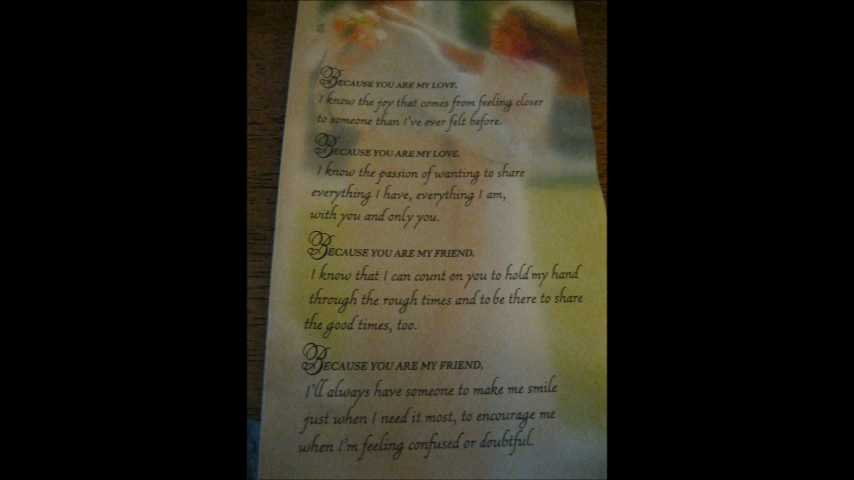 BECAUSE YOU ARE MY LOVE,
I know the joy that comes from feeling closer
to someone than I've ever felt before.
BECAUSE YOU ARE MY LOVE,
I know the passion of wanting to share
everything I have, everything I am,
with you and only you.
BECAUSE YOU ARE MY FRIEND,
I know that I can count on you to hold my hand
through the rough times and to be there to share
the good times, too.
BECAUSE YOU ARE MY FRIEND,
I'll always have someone to make me smile
just when I need it most, to encourage me
when I'm feeling confused or doubtful.